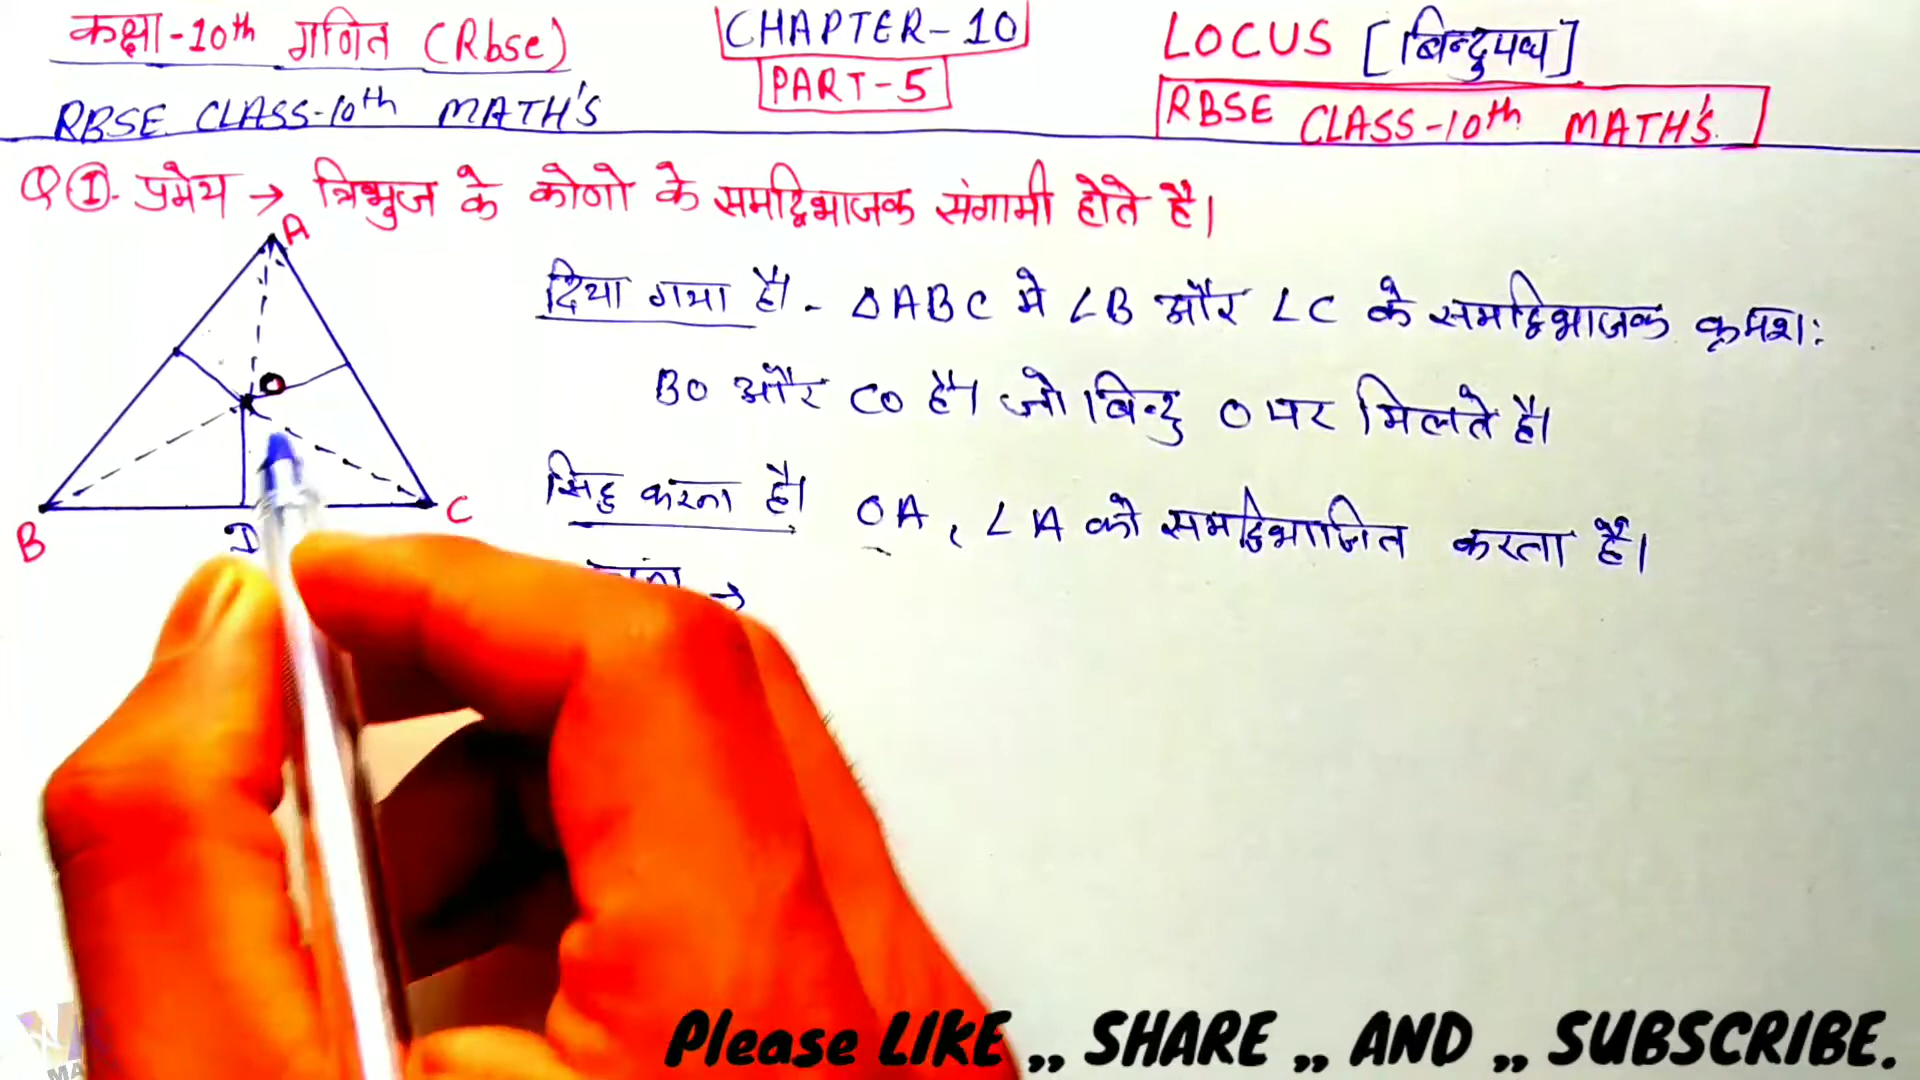 कक्षा-10th गणित (Rbse)
RBSE CLASS-10th MATH'S
CHAPTER-10
PART-5
LOCUS [बिन्दुपथ]
RBSE CLASS-10th MATH'S
Q①. प्रमेय → त्रिभुज के कोणो के समद्विभाजक संगामी होते है।
A
O
B
D
C
दिया गया है। - ΔABC मे ∠B और ∠C के समद्विभाजक क्रमश:
BO और CO है। जो बिन्दु O पर मिलते है।
सिद्ध करना है। OA, ∠A को समद्विभाजित करता है।
→
Please LIKE ,, SHARE ,, AND ,, SUBSCRIBE.